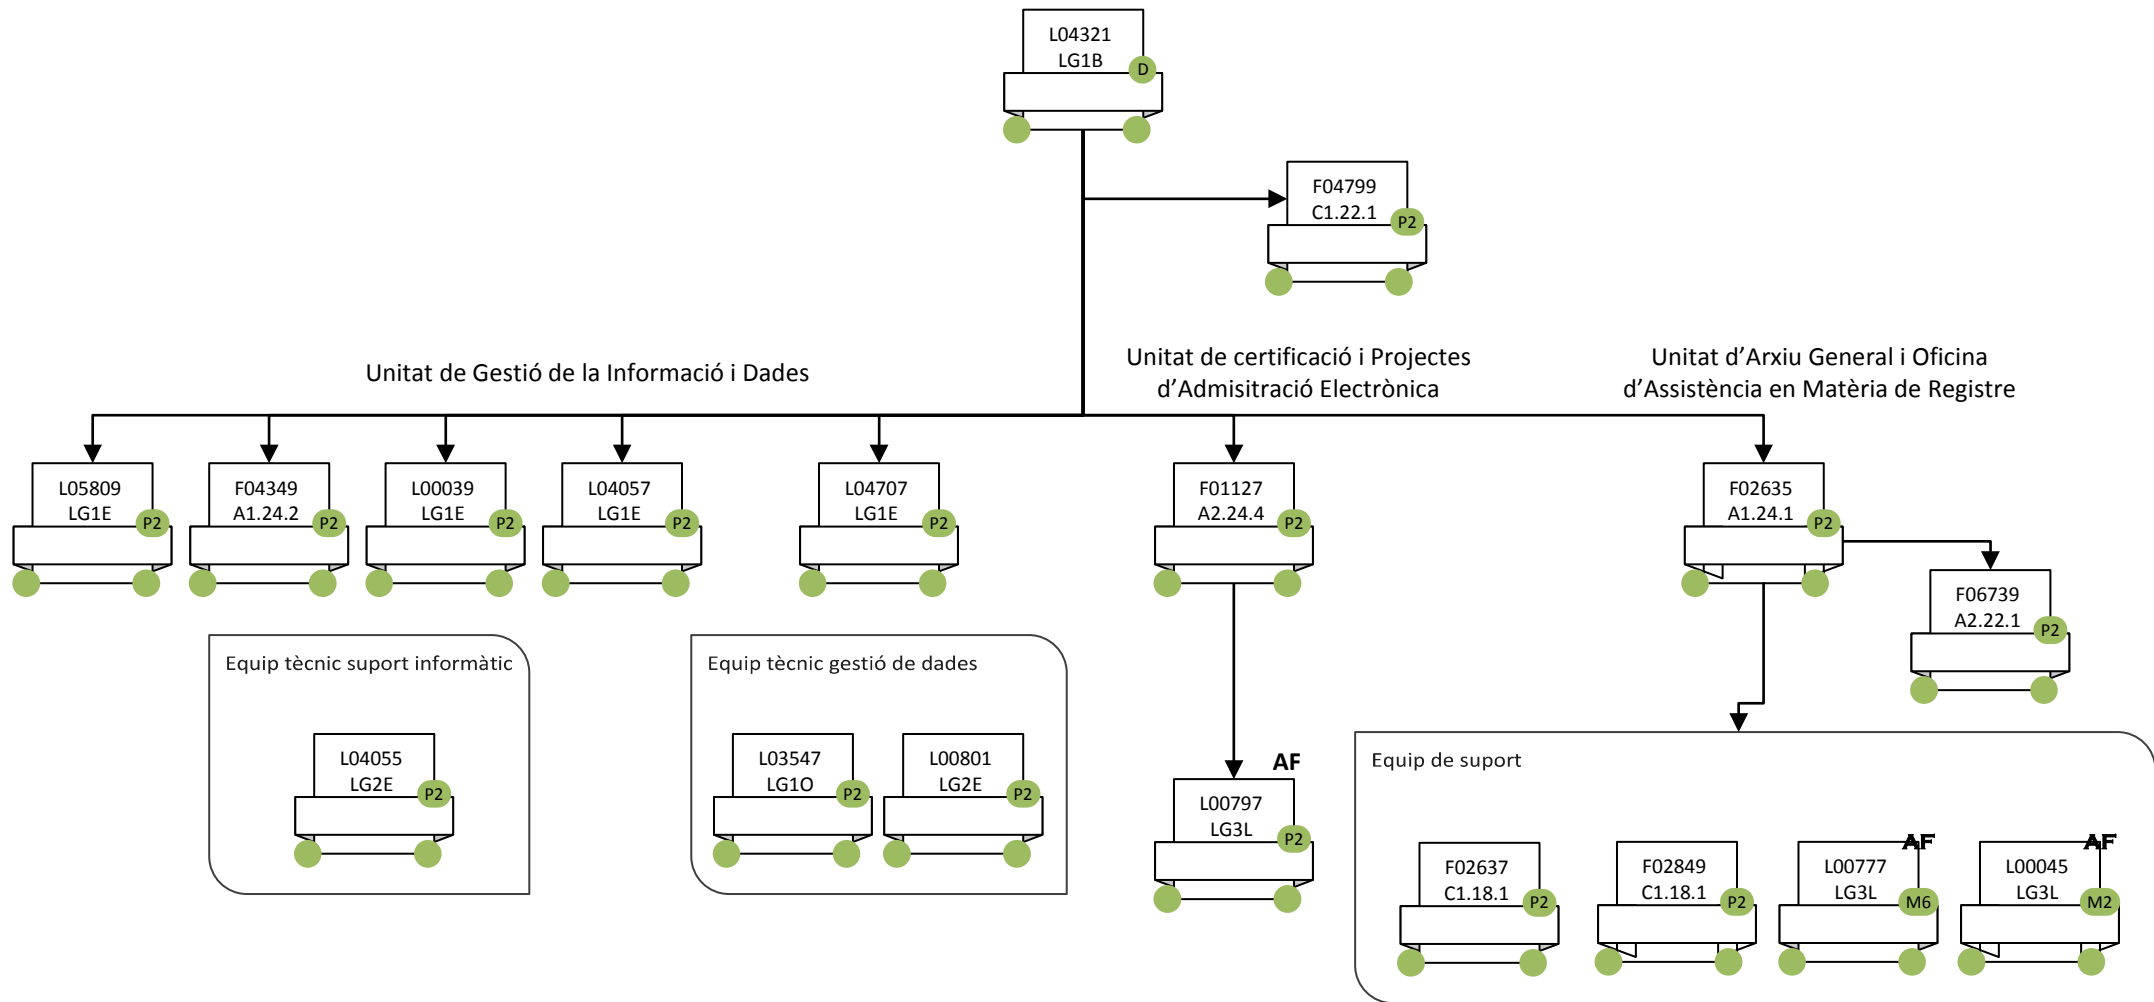 L04321
LG1B
D
F04799
C1.22.1
P2
Unitat de Gestió de la Informació i Dades
Unitat de certificació i Projectes
d'Admisitració Electrònica
Unitat d'Arxiu General i Oficina
d'Assistència en Matèria de Registre
L05809
LG1E
P2
F04349
A1.24.2
P2
L00039
LG1E
P2
L04057
LG1E
P2
L04707
LG1E
P2
F01127
A2.24.4
P2
F02635
A1.24.1
P2
F06739
A2.22.1
P2
Equip tècnic suport informàtic
L04055
LG2E
P2
Equip tècnic gestió de dades
L03547
LG1O
P2
L00801
LG2E
P2
AF
L00797
LG3L
P2
Equip de suport
F02637
C1.18.1
P2
F02849
C1.18.1
P2
AF
L00777
LG3L
M6
AF
L00045
LG3L
M2